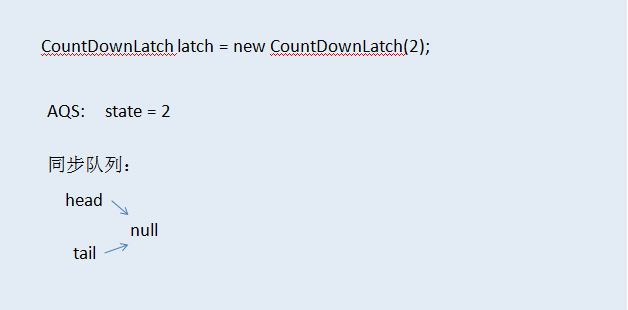 CountDownLatch latch = new CountDownLatch(2);
AQS: state = 2
同步队列：
head
null
tail